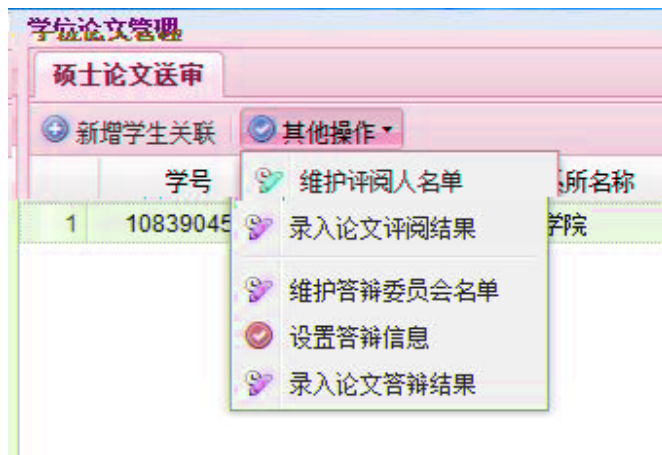 学位论文管理
硕士论文送审
新增学生关联 其他操作
学号 所名称
1 10839045 学院
维护评阅人名单
录入论文评阅结果
维护答辩委员会名单
设置答辩信息
录入论文答辩结果